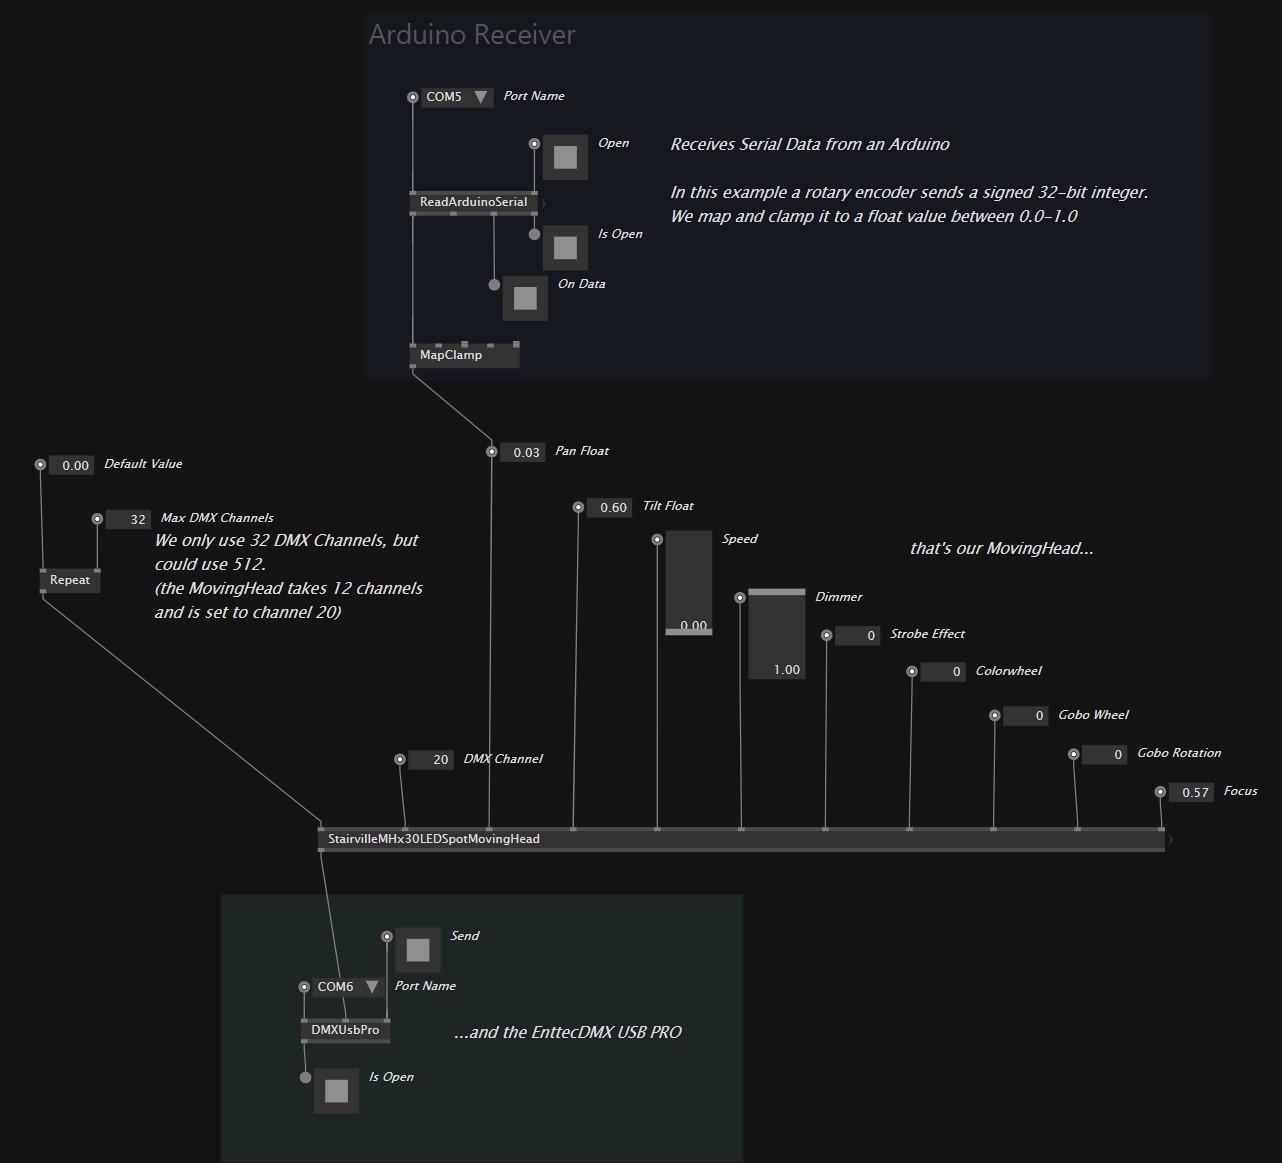 Arduino Receiver
COM5
Port Name
Open
Receives Serial Data from an Arduino
ReadArduinoSerial
In this example a rotary encoder sends a signed 32-bit integer.
We map and clamp it to a float value between 0.0-1.0
Is Open
On Data
MapClamp
0.03
Pan Float
0.00
Default Value
0.60
Tilt Float
32
Max DMX Channels
We only use 32 DMX Channels, but
could use 512.
(the MovingHead takes 12 channels
and is set to channel 20)
Repeat
Speed
0.00
that's our MovingHead...
Dimmer
1.00
0
Strobe Effect
0
Colorwheel
0
Gobo Wheel
0
Gobo Rotation
20
DMX Channel
0.57
Focus
StairvilleMHx30LEDSpotMovingHead
Send
COM6
Port Name
DMXUsbPro
...and the EnttecDMX USB PRO
Is Open